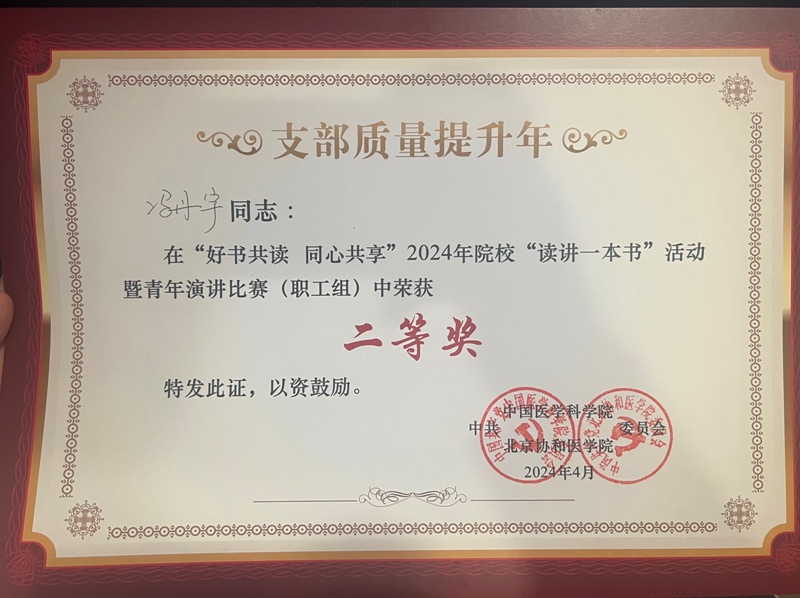 支部质量提升年
冯丹宇同志：
在“好书共读 同心共享”2024年院校“读讲一本书”活动
暨青年演讲比赛（职工组）中荣获
二等奖
特发此证，以资鼓励。
中国医学科学院
中共 委员会
北京协和医学院
2024年4月